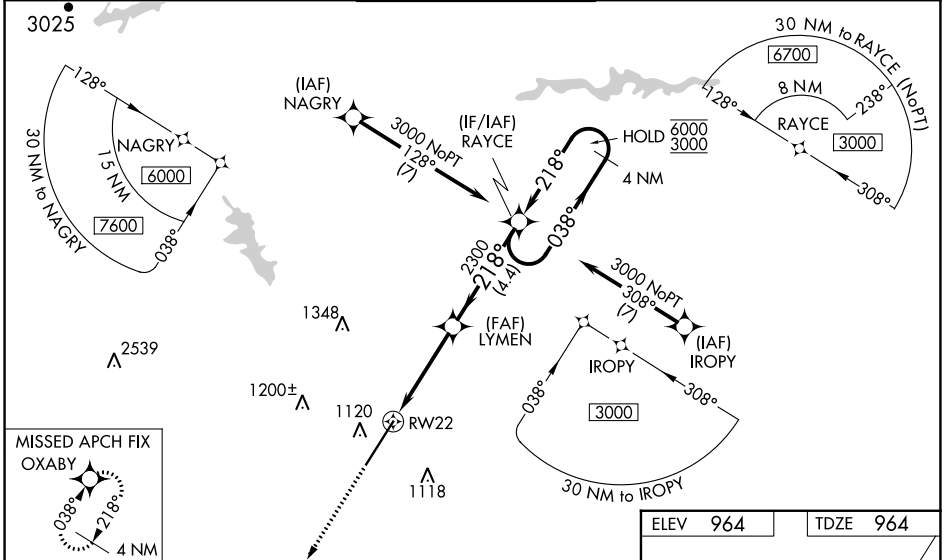 3025
128°
NAGRY
6000
15 NM
30 NM to NAGRY
7600
038°
(IAF)
NAGRY
3000 NoPT
128°
(7)
(IF/IAF)
RAYCE
218°
038°
HOLD 6000
3000
4 NM
30 NM to RAYCE (NoPT)
6700
8 NM
128°
238°
RAYCE
3000
308°
2300
218°
(4.4)
(FAF)
LYMEN
3000 NoPT
308°
(7)
(IAF)
IROPY
1348
2539
1200±
1120
RW22
1118
IROPY
038°
308°
3000
30 NM to IROPY
MISSED APCH FIX
OXABY
038°
218°
4 NM
ELEV 964
TDZE 964